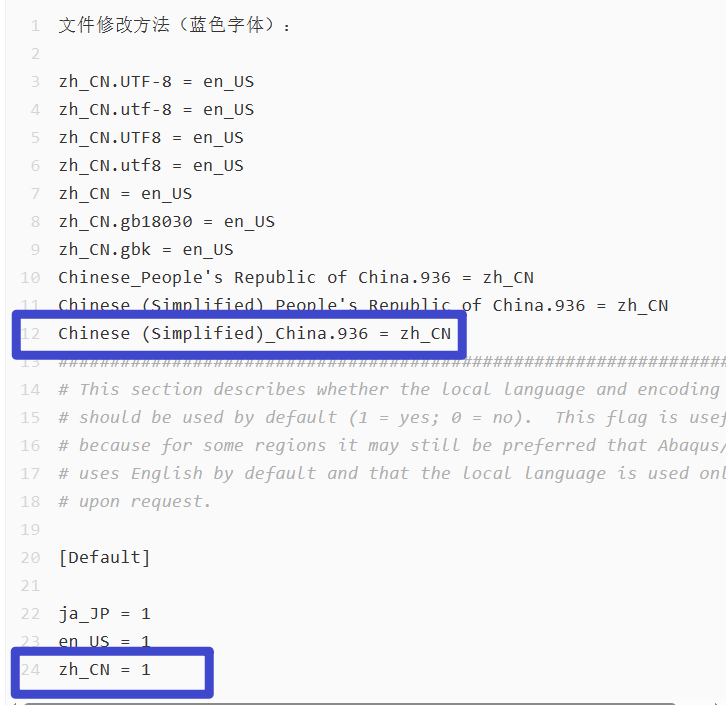 1 文件修改方法（蓝色字体）：
2
3 zh_CN.UTF-8 = en_US
4 zh_CN.utf-8 = en_US
5 zh_CN.UTF8 = en_US
6 zh_CN.utf8 = en_US
7 zh_CN = en_US
8 zh_CN.gb18030 = en_US
9 zh_CN.gbk = en_US
10 Chinese_People's Republic of China.936 = zh_CN
11 Chinese (Simplified)_People's Republic of China.936 = zh_CN
12 Chinese (Simplified)_China.936 = zh_CN
13 ################################################################
14 # This section describes whether the local language and encoding
15 # should be used by default (1 = yes; 0 = no).  This flag is usef
16 # because for some regions it may still be preferred that Abaqus/
17 # uses English by default and that the local language is used onl
18 # upon request.
19
20 [Default]
21
22 ja_JP = 1
23 en_US = 1
24 zh_CN = 1